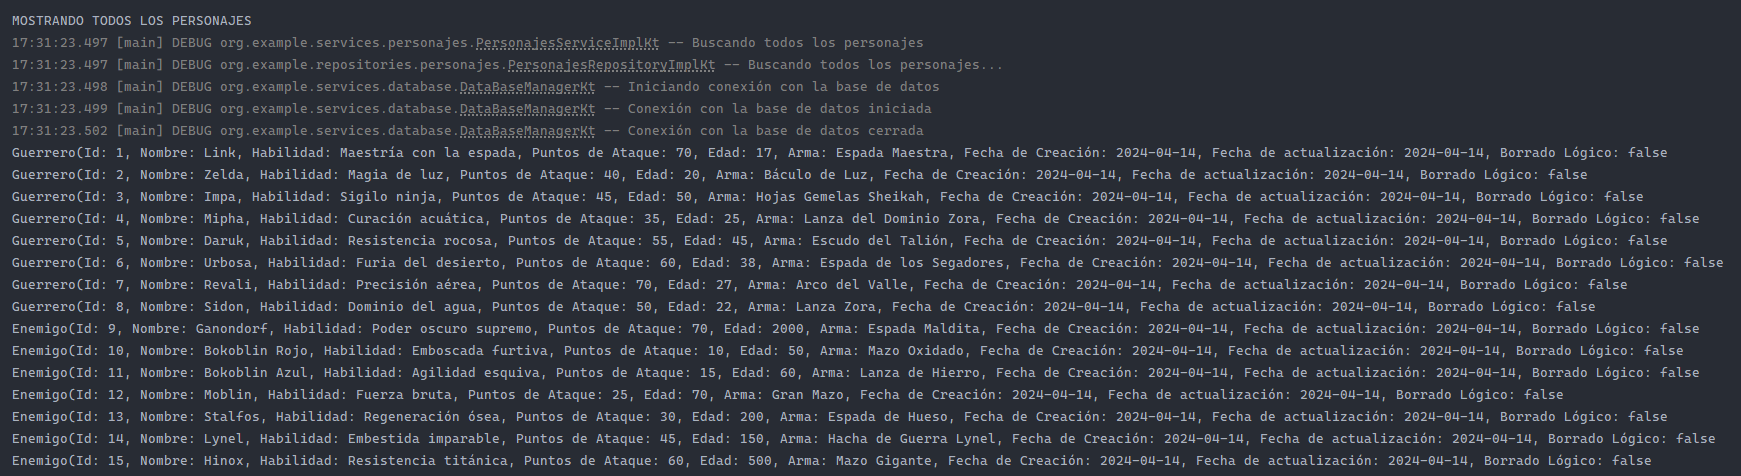 MOSTRANDO TODOS LOS PERSONAJES
17:31:23.497 [main] DEBUG org.example.services.personajes.PersonajesServiceImplKt -- Buscando todos los personajes
17:31:23.497 [main] DEBUG org.example.repositories.personajes.PersonajesRepositoryImplKt -- Buscando todos los personajes...
17:31:23.498 [main] DEBUG org.example.services.database.DataBaseManagerKt -- Iniciando conexión con la base de datos
17:31:23.499 [main] DEBUG org.example.services.database.DataBaseManagerKt -- Conexión con la base de datos iniciada
17:31:23.502 [main] DEBUG org.example.services.database.DataBaseManagerKt -- Conexión con la base de datos cerrada
Guerrero(Id: 1, Nombre: Link, Habilidad: Maestría con la espada, Puntos de Ataque: 70, Edad: 17, Arma: Espada Maestra, Fecha de Creación: 2024-04-14, Fecha de actualización: 2024-04-14, Borrado Lógico: false
Guerrero(Id: 2, Nombre: Zelda, Habilidad: Magia de luz, Puntos de Ataque: 40, Edad: 20, Arma: Báculo de Luz, Fecha de Creación: 2024-04-14, Fecha de actualización: 2024-04-14, Borrado Lógico: false
Guerrero(Id: 3, Nombre: Impa, Habilidad: Sigilo ninja, Puntos de Ataque: 45, Edad: 50, Arma: Hojas Gemelas Sheikah, Fecha de Creación: 2024-04-14, Fecha de actualización: 2024-04-14, Borrado Lógico: false
Guerrero(Id: 4, Nombre: Mipha, Habilidad: Curación acuática, Puntos de Ataque: 35, Edad: 25, Arma: Lanza del Dominio Zora, Fecha de Creación: 2024-04-14, Fecha de actualización: 2024-04-14, Borrado Lógico: false
Guerrero(Id: 5, Nombre: Daruk, Habilidad: Resistencia rocosa, Puntos de Ataque: 55, Edad: 45, Arma: Escudo del Talión, Fecha de Creación: 2024-04-14, Fecha de actualización: 2024-04-14, Borrado Lógico: false
Guerrero(Id: 6, Nombre: Urbosa, Habilidad: Furia del desierto, Puntos de Ataque: 60, Edad: 38, Arma: Espada de los Segadores, Fecha de Creación: 2024-04-14, Fecha de actualización: 2024-04-14, Borrado Lógico: false
Guerrero(Id: 7, Nombre: Revali, Habilidad: Precisión aérea, Puntos de Ataque: 70, Edad: 27, Arma: Arco del Valle, Fecha de Creación: 2024-04-14, Fecha de actualización: 2024-04-14, Borrado Lógico: false
Guerrero(Id: 8, Nombre: Sidon, Habilidad: Dominio del agua, Puntos de Ataque: 50, Edad: 22, Arma: Lanza Zora, Fecha de Creación: 2024-04-14, Fecha de actualización: 2024-04-14, Borrado Lógico: false
Enemigo(Id: 9, Nombre: Ganondorf, Habilidad: Poder oscuro supremo, Puntos de Ataque: 70, Edad: 2000, Arma: Espada Maldita, Fecha de Creación: 2024-04-14, Fecha de actualización: 2024-04-14, Borrado Lógico: false
Enemigo(Id: 10, Nombre: Bokoblin Rojo, Habilidad: Emboscada furtiva, Puntos de Ataque: 10, Edad: 50, Arma: Mazo Oxidado, Fecha de Creación: 2024-04-14, Fecha de actualización: 2024-04-14, Borrado Lógico: false
Enemigo(Id: 11, Nombre: Bokoblin Azul, Habilidad: Agilidad esquiva, Puntos de Ataque: 15, Edad: 60, Arma: Lanza de Hierro, Fecha de Creación: 2024-04-14, Fecha de actualización: 2024-04-14, Borrado Lógico: false
Enemigo(Id: 12, Nombre: Moblin, Habilidad: Fuerza bruta, Puntos de Ataque: 25, Edad: 70, Arma: Gran Mazo, Fecha de Creación: 2024-04-14, Fecha de actualización: 2024-04-14, Borrado Lógico: false
Enemigo(Id: 13, Nombre: Stalfos, Habilidad: Regeneración ósea, Puntos de Ataque: 30, Edad: 200, Arma: Espada de Hueso, Fecha de Creación: 2024-04-14, Fecha de actualización: 2024-04-14, Borrado Lógico: false
Enemigo(Id: 14, Nombre: Lynel, Habilidad: Embestida imparable, Puntos de Ataque: 45, Edad: 150, Arma: Hacha de Guerra Lynel, Fecha de Creación: 2024-04-14, Fecha de actualización: 2024-04-14, Borrado Lógico: false
Enemigo(Id: 15, Nombre: Hinox, Habilidad: Resistencia titánica, Puntos de Ataque: 60, Edad: 500, Arma: Mazo Gigante, Fecha de Creación: 2024-04-14, Fecha de actualización: 2024-04-14, Borrado Lógico: false